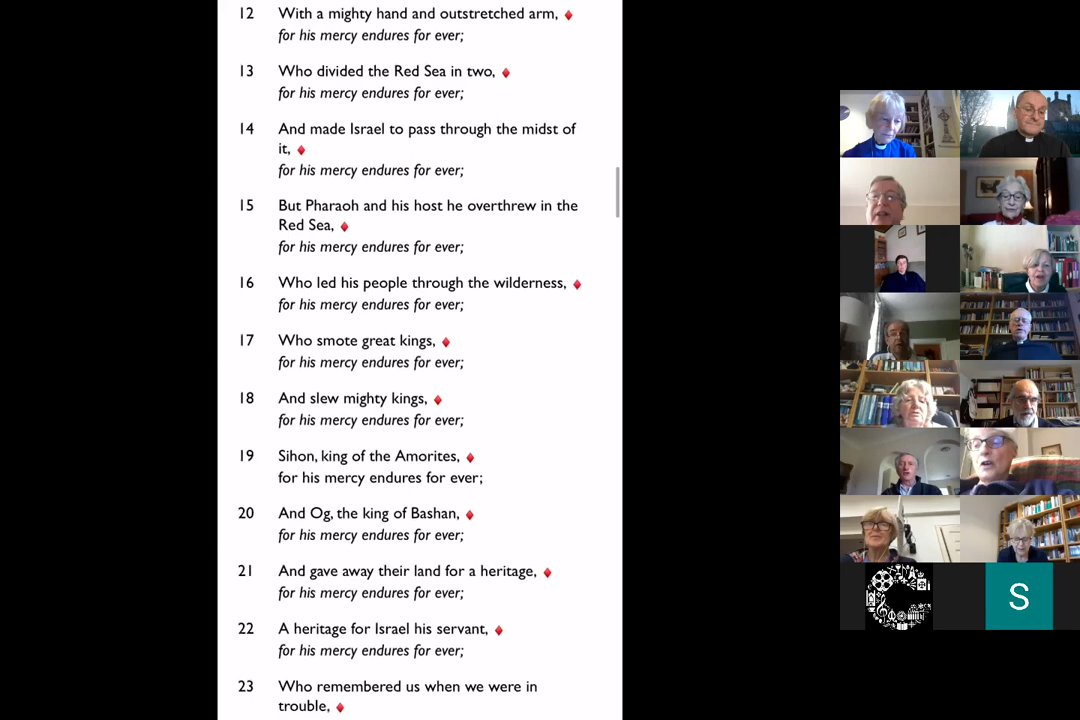 12 With a mighty hand and outstretched arm, ♦
for his mercy endures for ever;
13 Who divided the Red Sea in two, ♦
for his mercy endures for ever;
14 And made Israel to pass through the midst of
it, ♦
for his mercy endures for ever;
15 But Pharaoh and his host he overthrew in the
Red Sea, ♦
for his mercy endures for ever;
16 Who led his people through the wilderness, ♦
for his mercy endures for ever;
17 Who smote great kings, ♦
for his mercy endures for ever;
18 And slew mighty kings, ♦
for his mercy endures for ever;
19 Sihon, king of the Amorites, ♦
for his mercy endures for ever;
20 And Og, the king of Bashan, ♦
for his mercy endures for ever;
21 And gave away their land for a heritage, ♦
for his mercy endures for ever;
22 A heritage for Israel his servant, ♦
for his mercy endures for ever;
23 Who remembered us when we were in
trouble, ♦
S